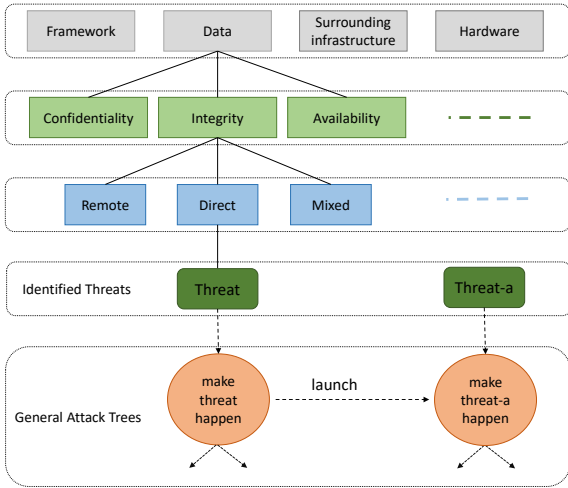 Framework
Data
Surrounding
infrastructure
Hardware
Confidentiality
Integrity
Availability
Remote
Direct
Mixed
Identified Threats
Threat
Threat-a
General Attack Trees
make
threat
happen
launch
make
threat-a
happen